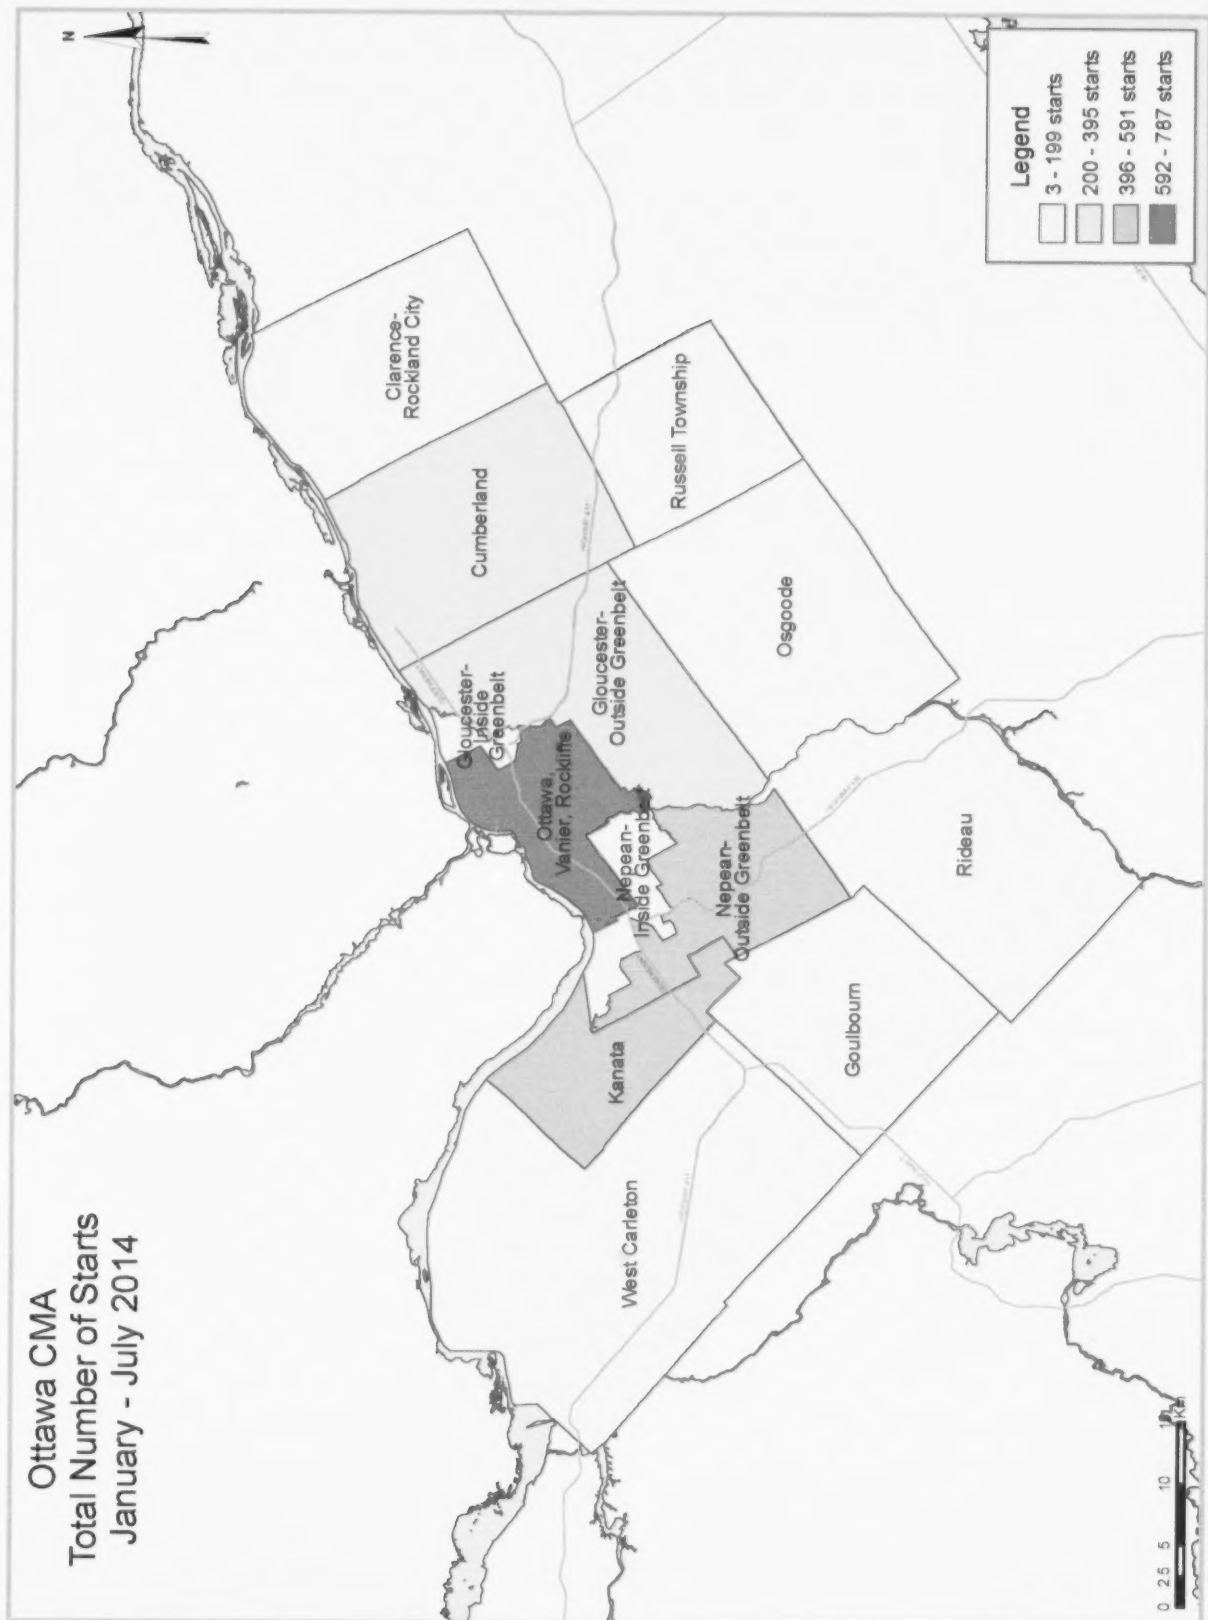 Ottawa CMA
Total Number of Starts
January - July 2014
N
Clarence-
Rockland City
Cumberland
Russell Township
Gloucester-
Inside
Greenbelt
Gloucester-
Outside Greenbelt
Osgoode
Ottawa,
Vanier, Rockliffe
Nepean-
Inside Greenbelt
Nepean-
Outside Greenbelt
Rideau
Kanata
Goulbourn
West Carleton
Legend
3 - 199 starts
200 - 395 starts
396 - 591 starts
592 - 787 starts
0 2.5 5 10
Km